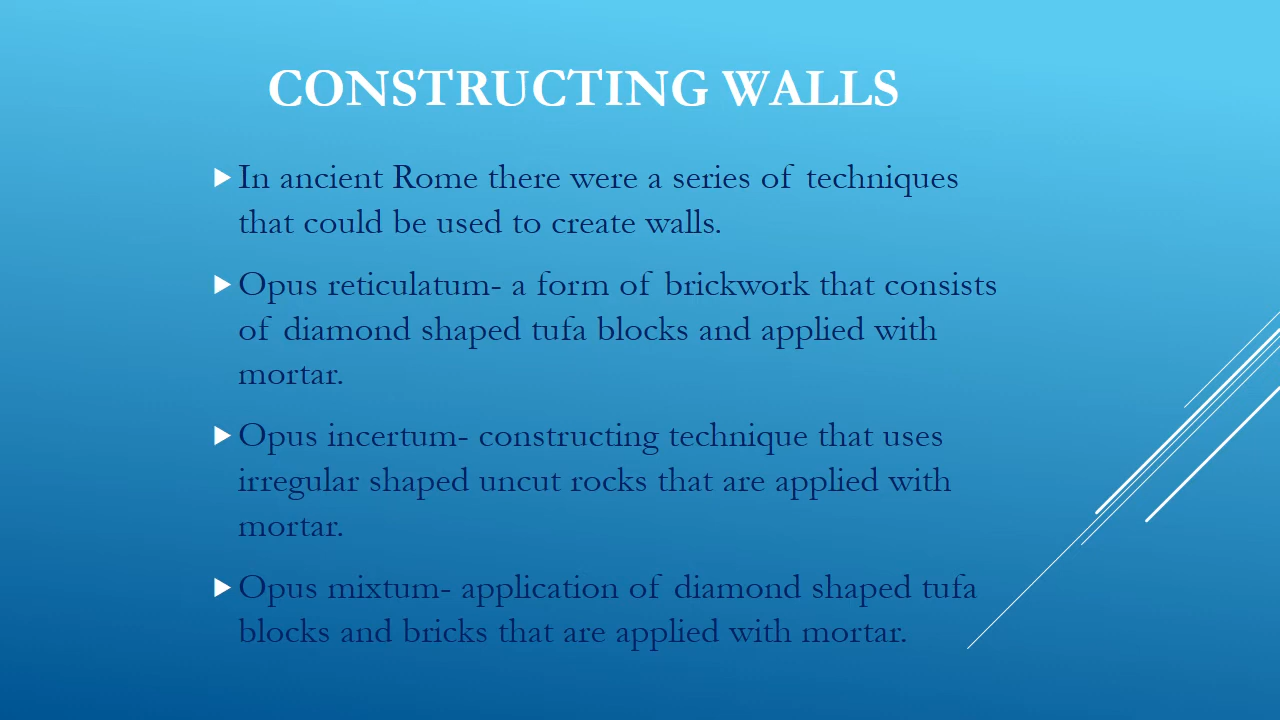 CONSTRUCTING WALLS
In ancient Rome there were a series of techniques
that could be used to create walls.
Opus reticulatum- a form of brickwork that consists
of diamond shaped tufa blocks and applied with
mortar.
Opus incertum- constructing technique that uses
irregular shaped uncut rocks that are applied with
mortar.
Opus mixtum- application of diamond shaped tufa
blocks and bricks that are applied with mortar.